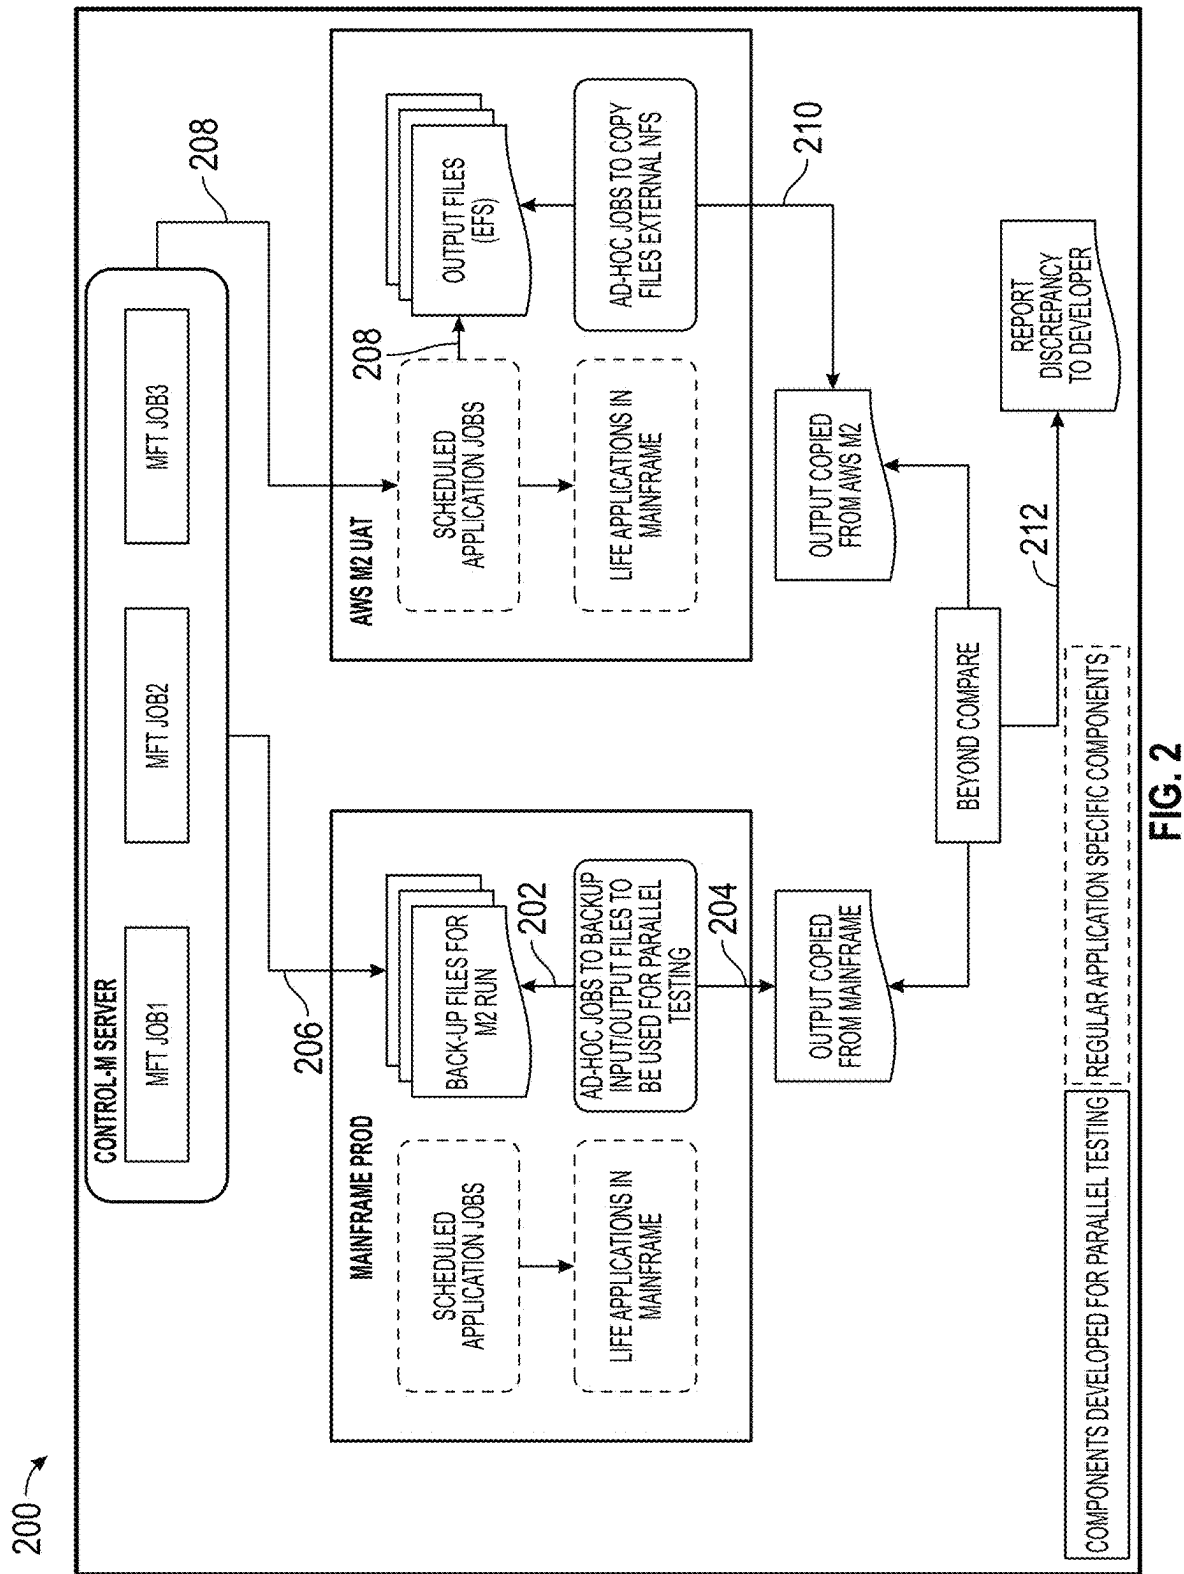 200
CONTROL-M SERVER
MFT JOB1
MFT JOB2
MFT JOB3
206
208
MAINFRAME PROD
SCHEDULED
APPLICATION JOBS
LIFE APPLICATIONS IN
MAINFRAME
BACK-UP FILES FOR
M2 RUN
202
AD-HOC JOBS TO BACKUP
INPUT/OUTPUT FILES TO
BE USED FOR PARALLEL
TESTING
204
AWS M2 UAT
SCHEDULED
APPLICATION JOBS
208
OUTPUT FILES
(EFS)
LIFE APPLICATIONS IN
MAINFRAME
AD-HOC JOBS TO COPY
FILES EXTERNAL NFS
210
OUTPUT COPIED
FROM MAINFRAME
OUTPUT COPIED
FROM AWS M2
BEYOND COMPARE
212
REPORT
DISCREPANCY
TO DEVELOPER
COMPONENTS DEVELOPED FOR PARALLEL TESTING
REGULAR APPLICATION SPECIFIC COMPONENTS
FIG. 2